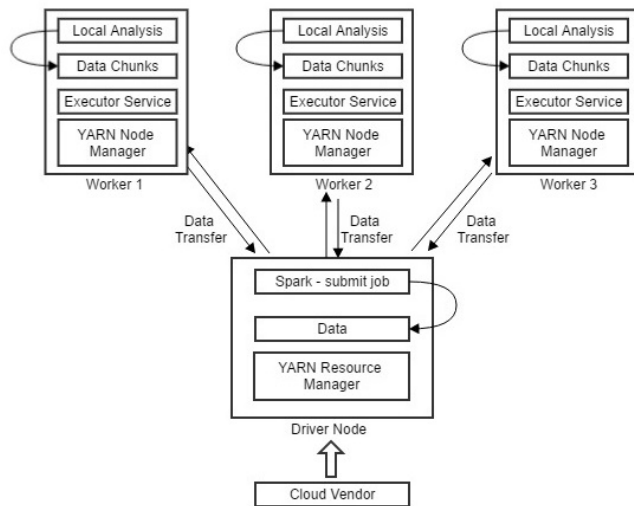 Local Analysis
Data Chunks
Executor Service
YARN Node
Manager
Worker 1
Local Analysis
Data Chunks
Executor Service
YARN Node
Manager
Worker 2
Local Analysis
Data Chunks
Executor Service
YARN Node
Manager
Worker 3
Data
Transfer
Data
Transfer
Data
Transfer
Spark - submit job
Data
YARN Resource
Manager
Driver Node
Cloud Vendor